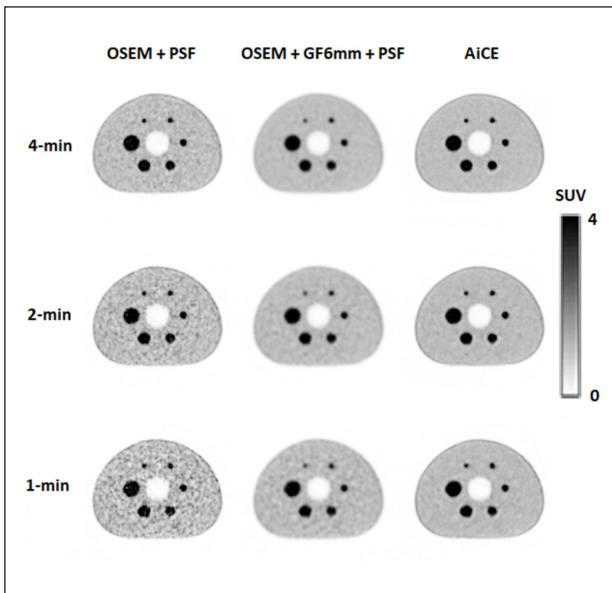 OSEM + PSF OSEM + GF6mm + PSF AiCE
4-min
SUV
4
2-min
0
1-min